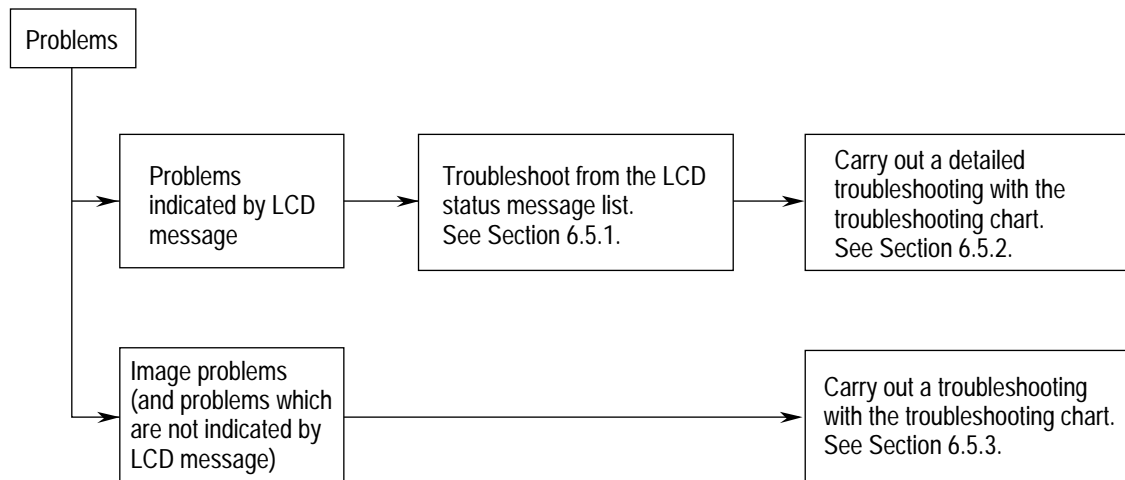 Problems
Problems
indicated by LCD
message
Troubleshoot from the LCD
status message list.
See Section 6.5.1.
Carry out a detailed
troubleshooting with the
troubleshooting chart.
See Section 6.5.2.
Image problems
(and problems which
are not indicated by
LCD message)
Carry out a troubleshooting
with the troubleshooting chart.
See Section 6.5.3.